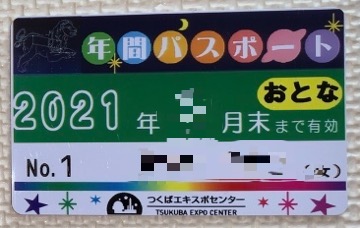 年間パスポート
おとな
2021年 月末まで有効
No.1 (女)
つくばエキスポセンター
TSUKUBA EXPO CENTER